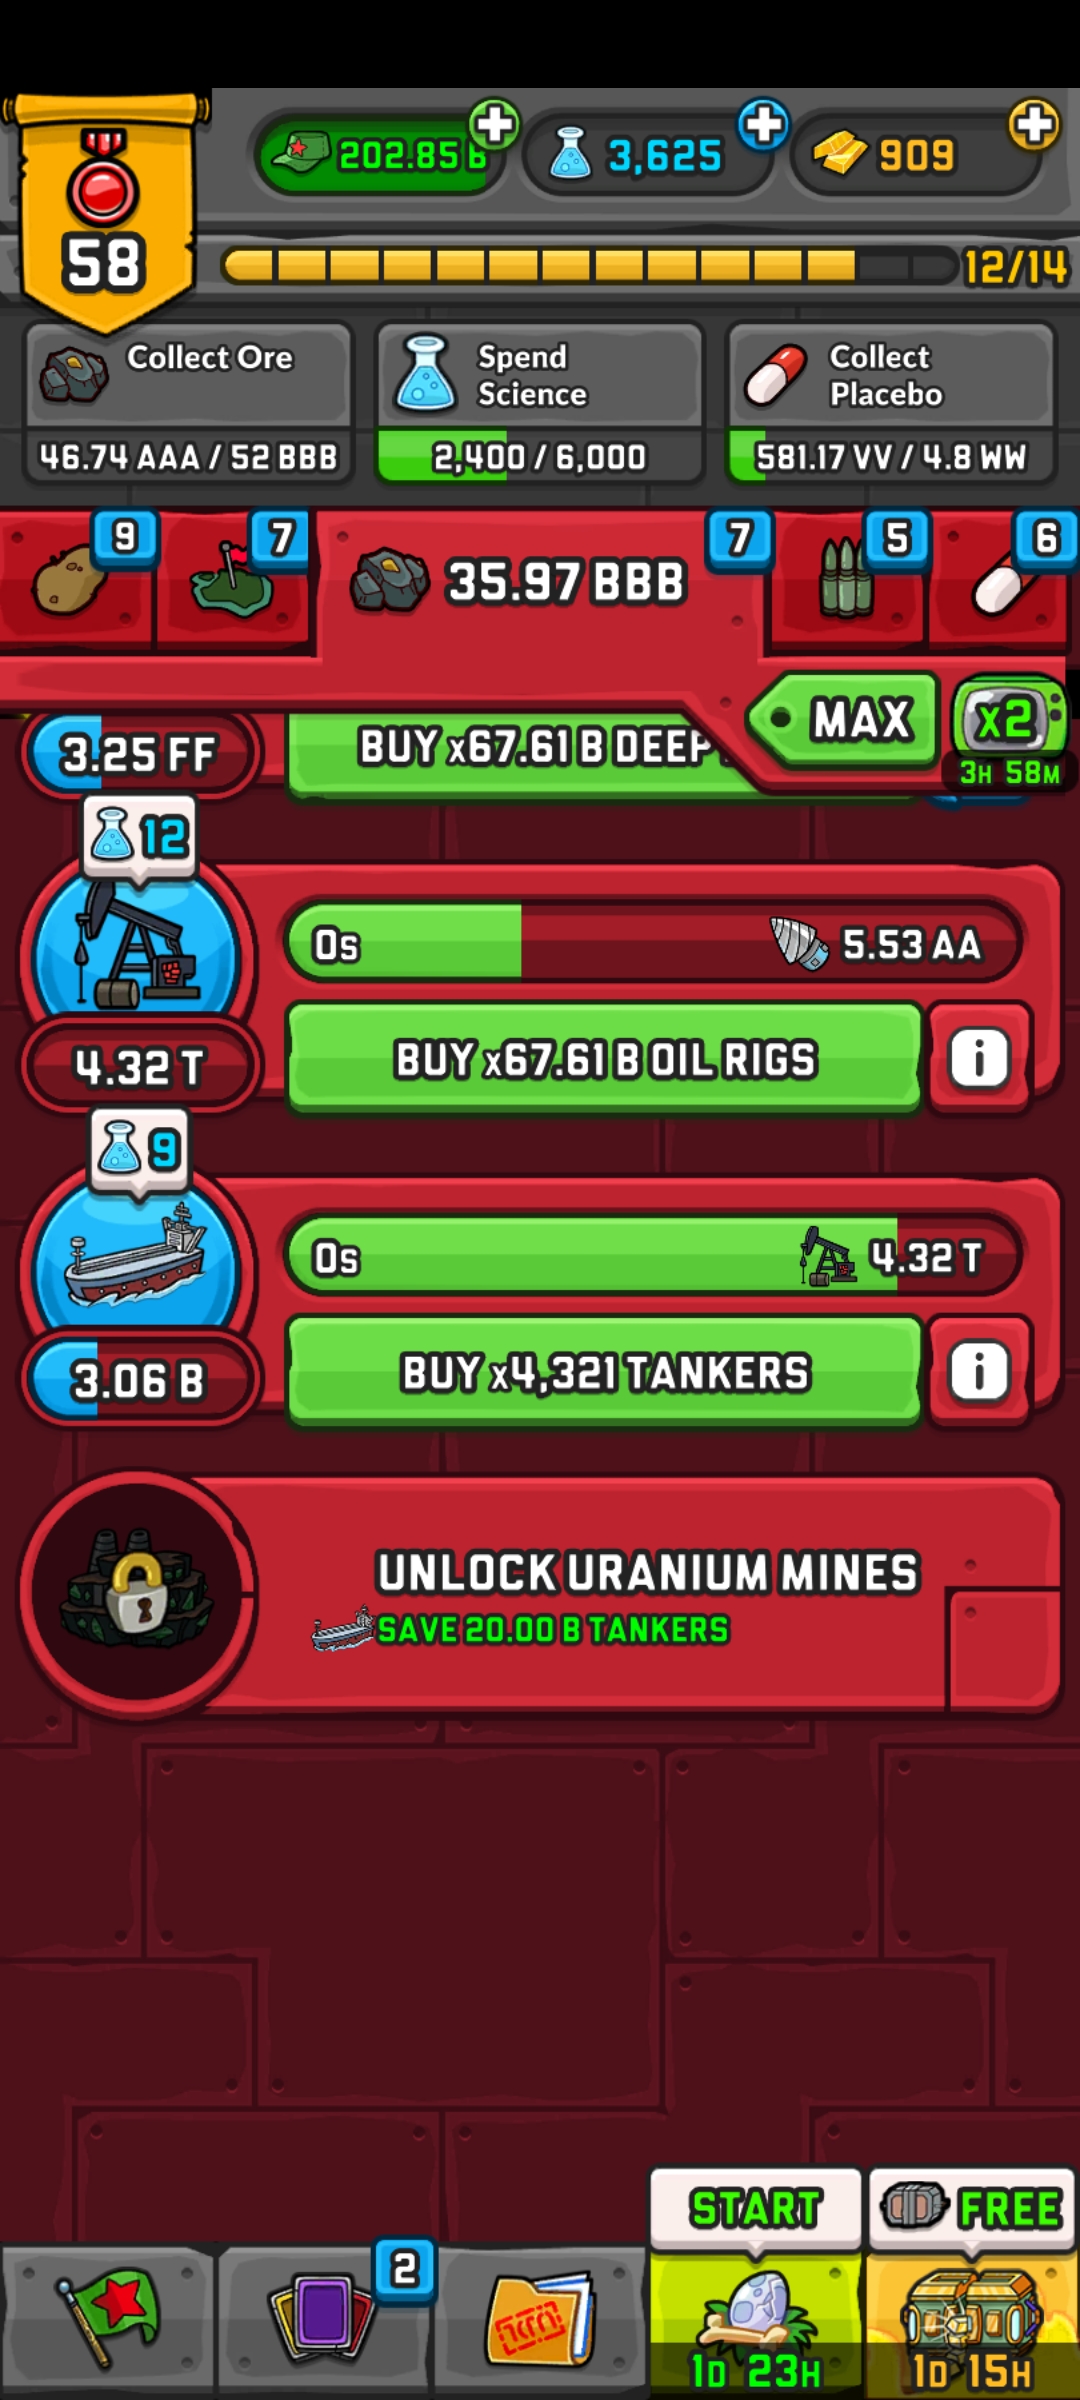 58
202.85 B
3,625
909
12/14
Collect Ore
46.74 AAA / 52 BBB
Spend
Science
2,400 / 6,000
Collect
Placebo
581.17 VV / 4.8 WW
9
7
35.97 BBB
7
5
6
MAX
x2
3H 58M
3.25 FF
BUY x67.61 B DEEP
12
0s
5.53 AA
4.32 T
BUY x67.61 B OIL RIGS
i
9
0s
4.32 T
3.06 B
BUY x4,321 TANKERS
i
UNLOCK URANIUM MINES
SAVE 20.00 B TANKERS
START
FREE
2
1D 23H
1D 15H